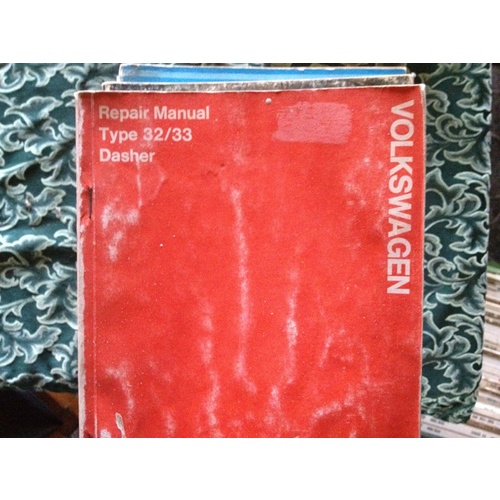 Repair Manual
Type 32/33
Dasher
VOLKSWAGEN